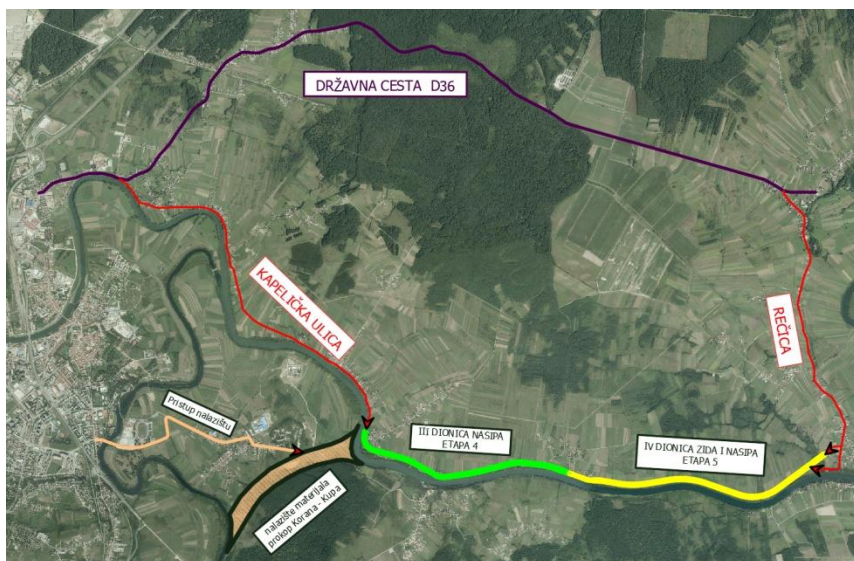 DRŽAVNA CESTA D36
KAPELIČKA ULICA
REČICA
Pristup nalazištu
III DIONICA NASIPA
ETAPA 4
IV DIONICA ZIDA I NASIPA
ETAPA 5
nalazište materijala
prokop Korana - Kupa